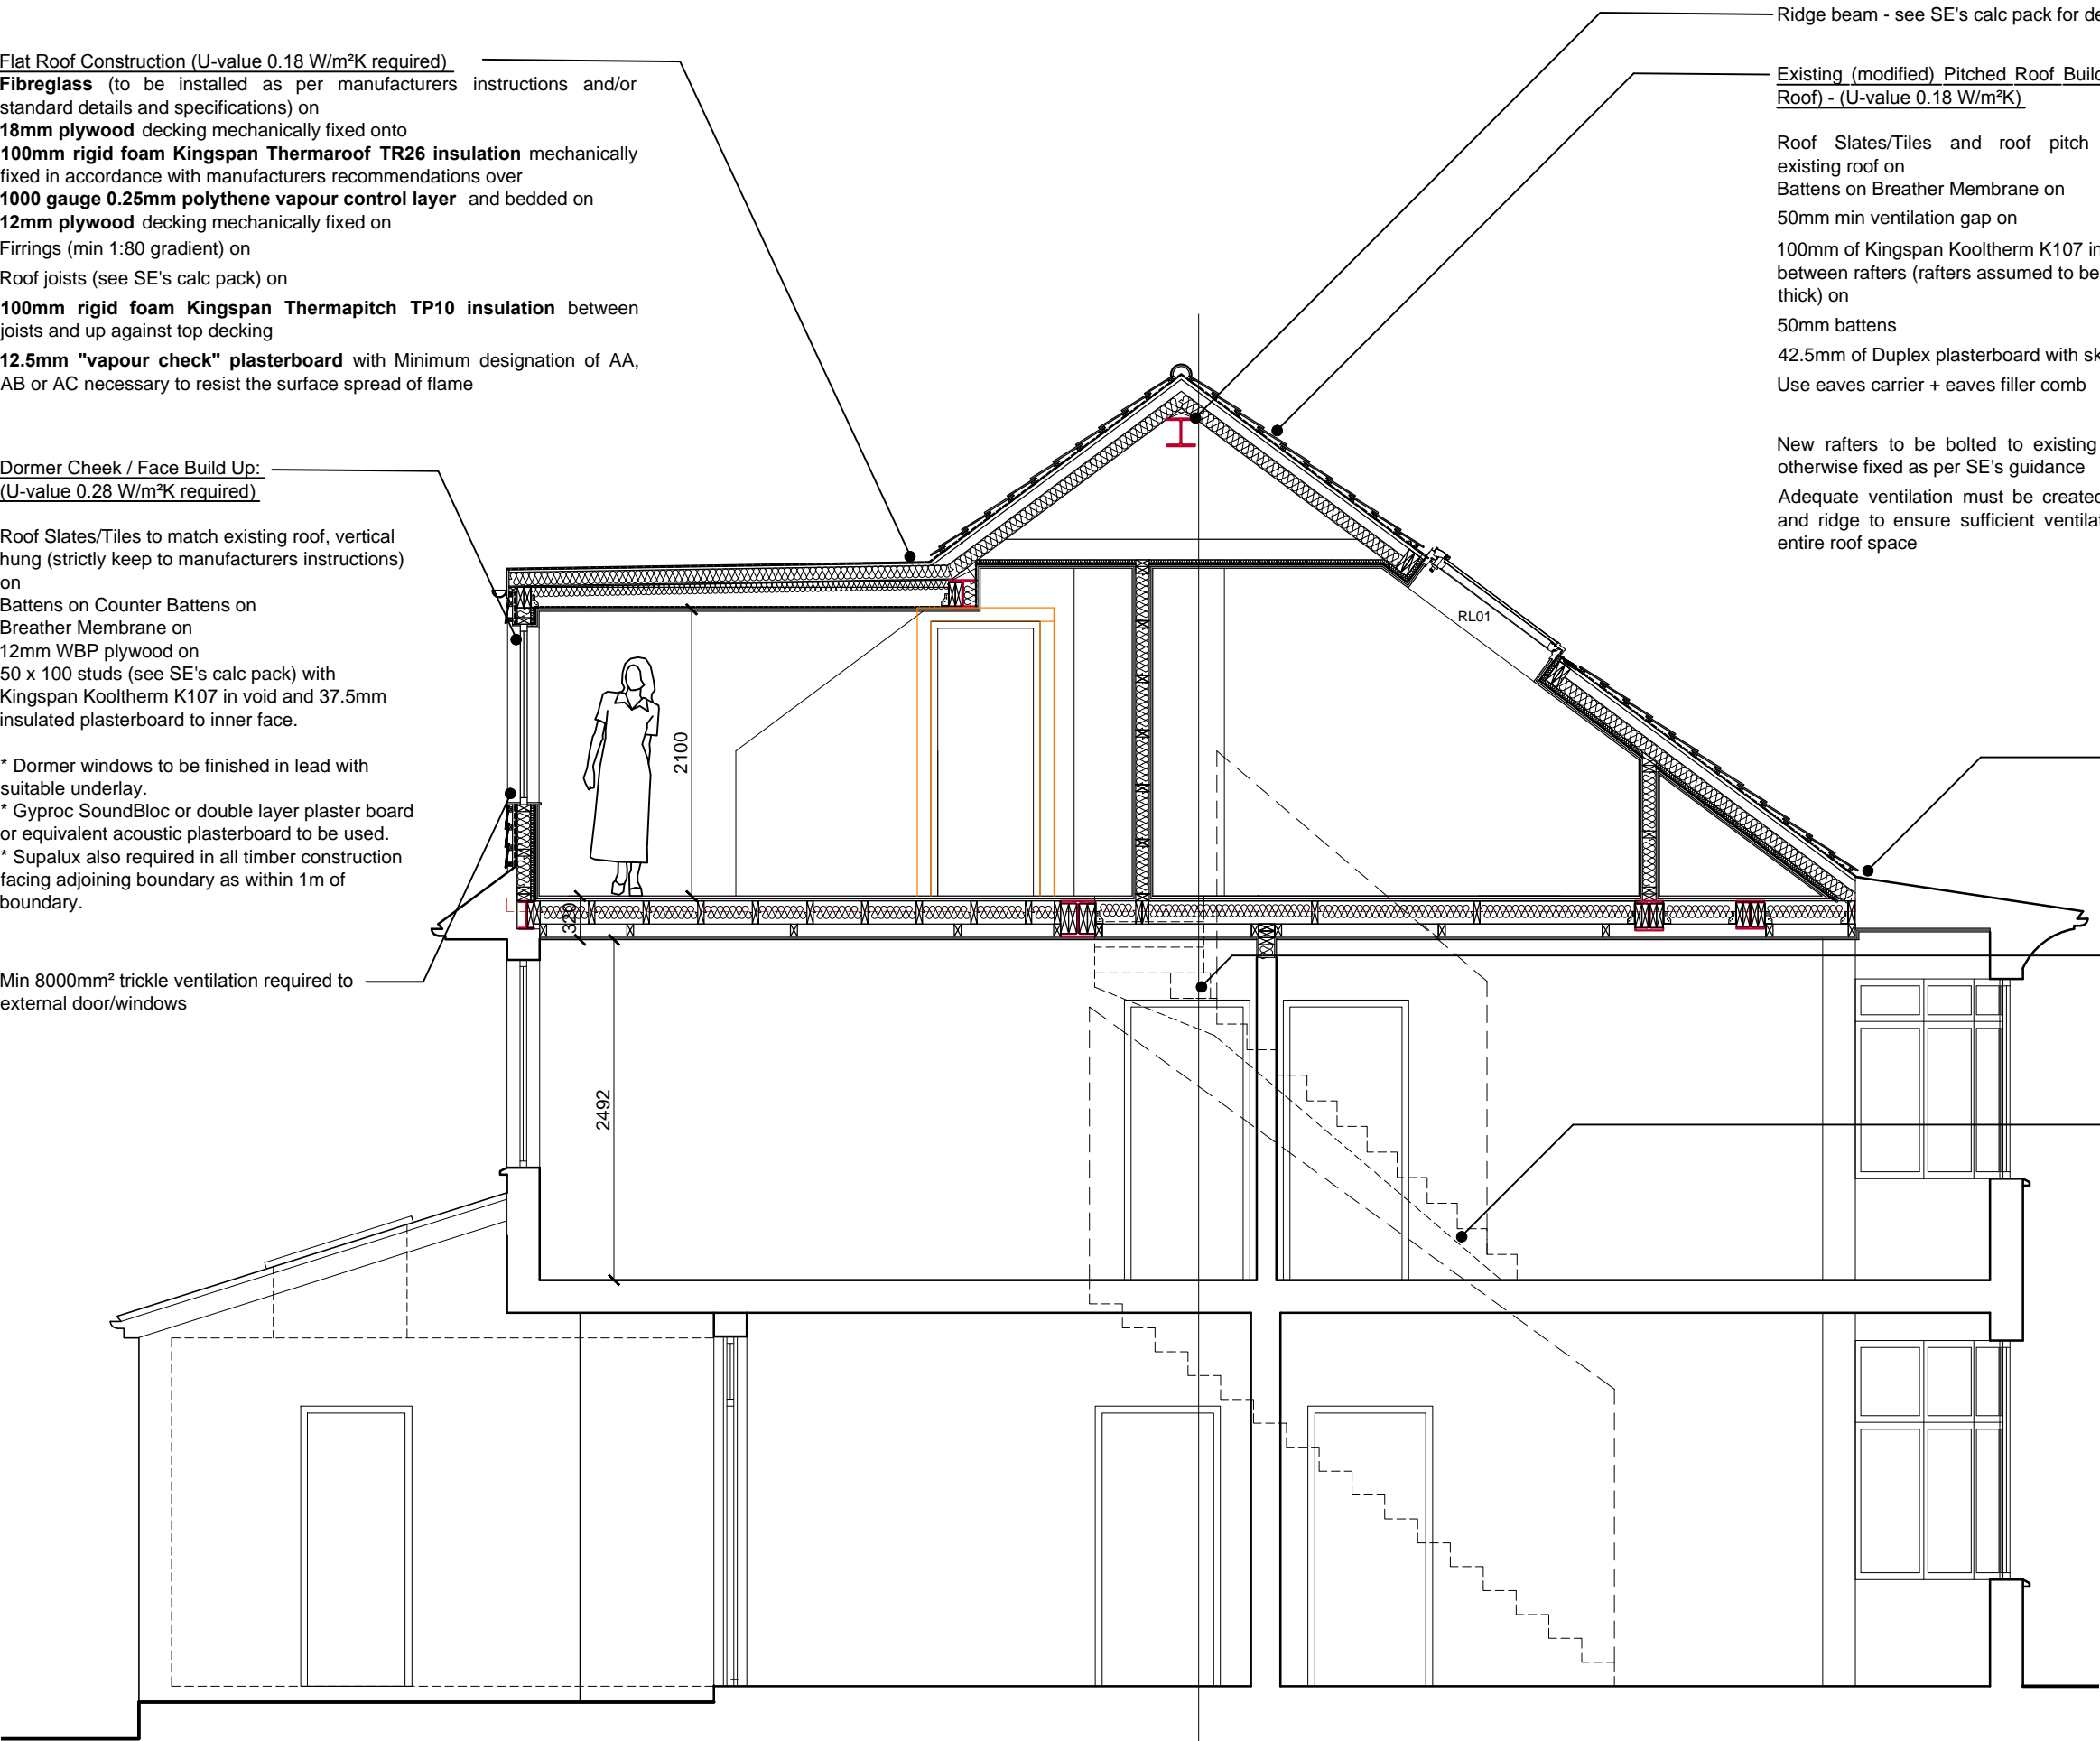 Flat Roof Construction (U-value 0.18 W/m²K required)
Fibreglass (to be installed as per manufacturers instructions and/or
standard details and specifications) on
18mm plywood decking mechanically fixed onto
100mm rigid foam Kingspan Thermaroof TR26 insulation mechanically
fixed in accordance with manufacturers recommendations over
1000 gauge 0.25mm polythene vapour control layer and bedded on
12mm plywood decking mechanically fixed on
Firrings (min 1:80 gradient) on
Roof joists (see SE's calc pack) on
100mm rigid foam Kingspan Thermapitch TP10 insulation between
joists and up against top decking
12.5mm "vapour check" plasterboard with Minimum designation of AA,
AB or AC necessary to resist the surface spread of flame
Dormer Cheek / Face Build Up:
(U-value 0.28 W/m²K required)
Roof Slates/Tiles to match existing roof, vertical
hung (strictly keep to manufacturers instructions)
on
Battens on Counter Battens on
Breather Membrane on
12mm WBP plywood on
50 x 100 studs (see SE's calc pack) with
Kingspan Kooltherm K107 in void and 37.5mm
insulated plasterboard to inner face.
* Dormer windows to be finished in lead with
suitable underlay.
* Gyproc SoundBloc or double layer plaster board
or equivalent acoustic plasterboard to be used.
* Supalux also required in all timber construction
facing adjoining boundary as within 1m of
boundary.
Min 8000mm² trickle ventilation required to
external door/windows
Ridge beam - see SE's calc pack for
Existing (modified) Pitched Roof
Roof) - (U-value 0.18 W/m²K)
Roof Slates/Tiles and roof pitch
existing roof on
Battens on Breather Membrane on
50mm min ventilation gap on
100mm of Kingspan Kooltherm K107
between rafters (rafters assumed to be
thick) on
50mm battens
42.5mm of Duplex plasterboard with
Use eaves carrier + eaves filler comb
New rafters to be bolted to existing
otherwise fixed as per SE's guidance
Adequate ventilation must be created
and ridge to ensure sufficient
entire roof space
RL01
2100
320
2492